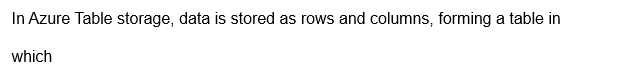 In Azure Table storage, data is stored as rows and columns, forming a table in
which